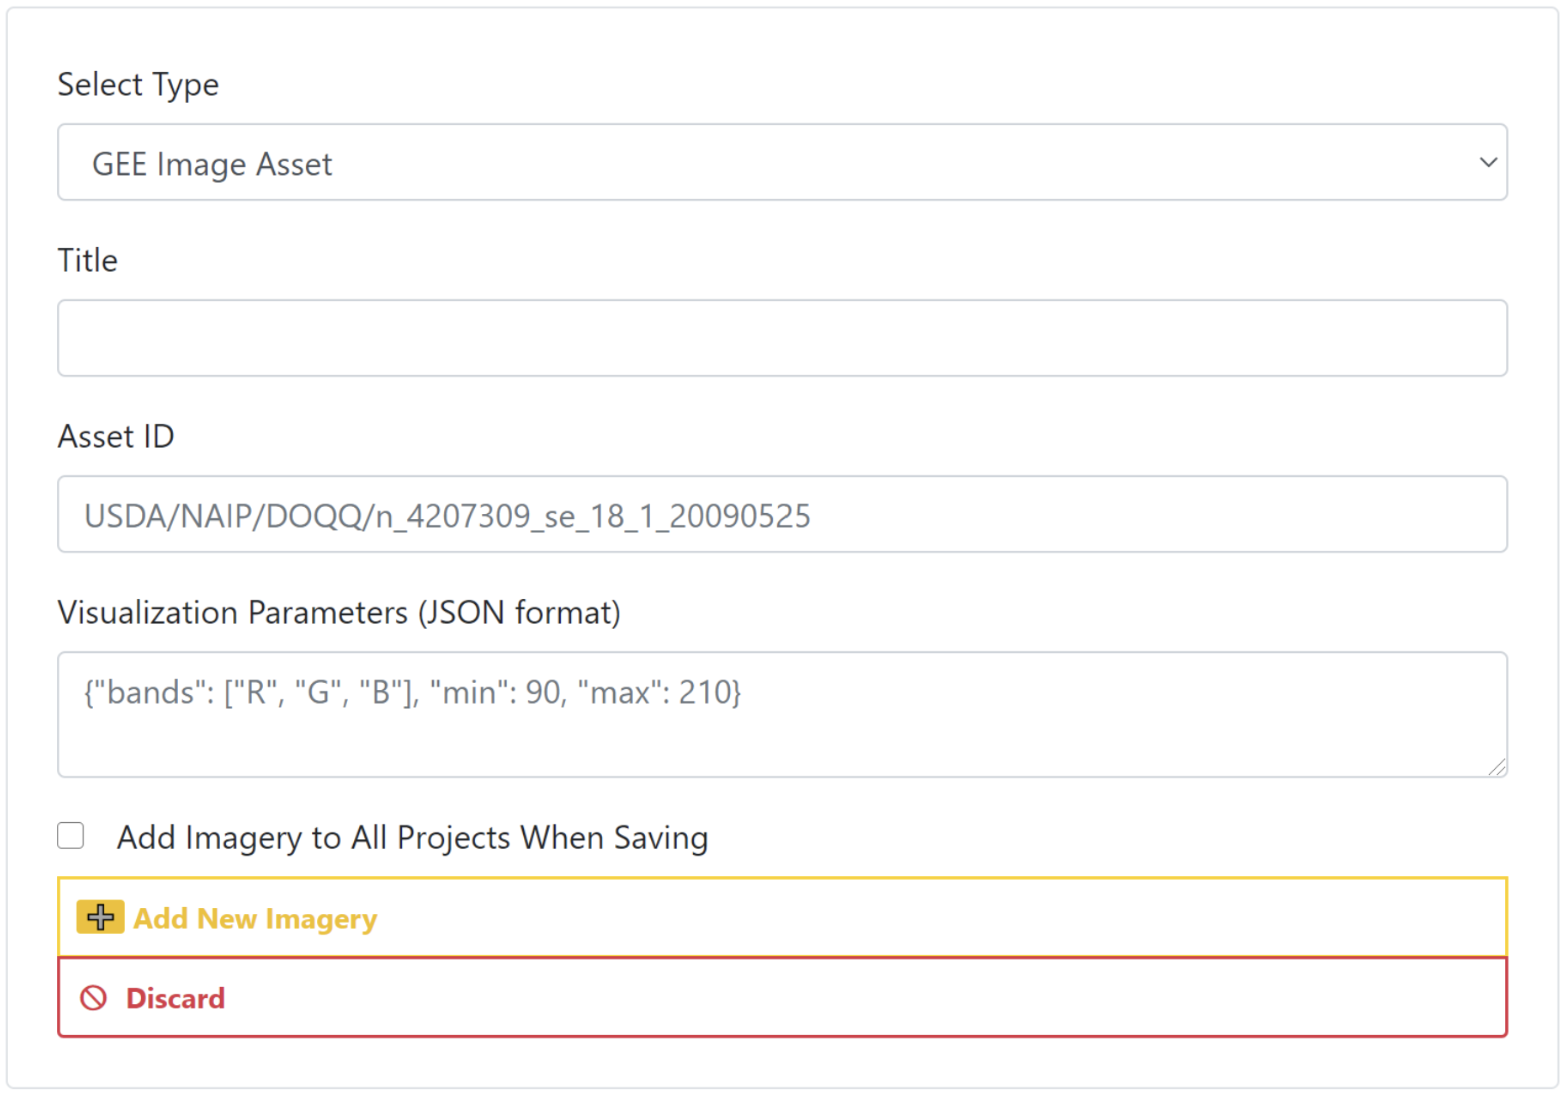 Select Type
GEE Image Asset
Title
Asset ID
USDA/NAIP/DOQQ/n_4207309_se_18_1_20090525
Visualization Parameters (JSON format)
{"bands": ["R", "G", "B"], "min": 90, "max": 210}
Add Imagery to All Projects When Saving
Add New Imagery
Discard